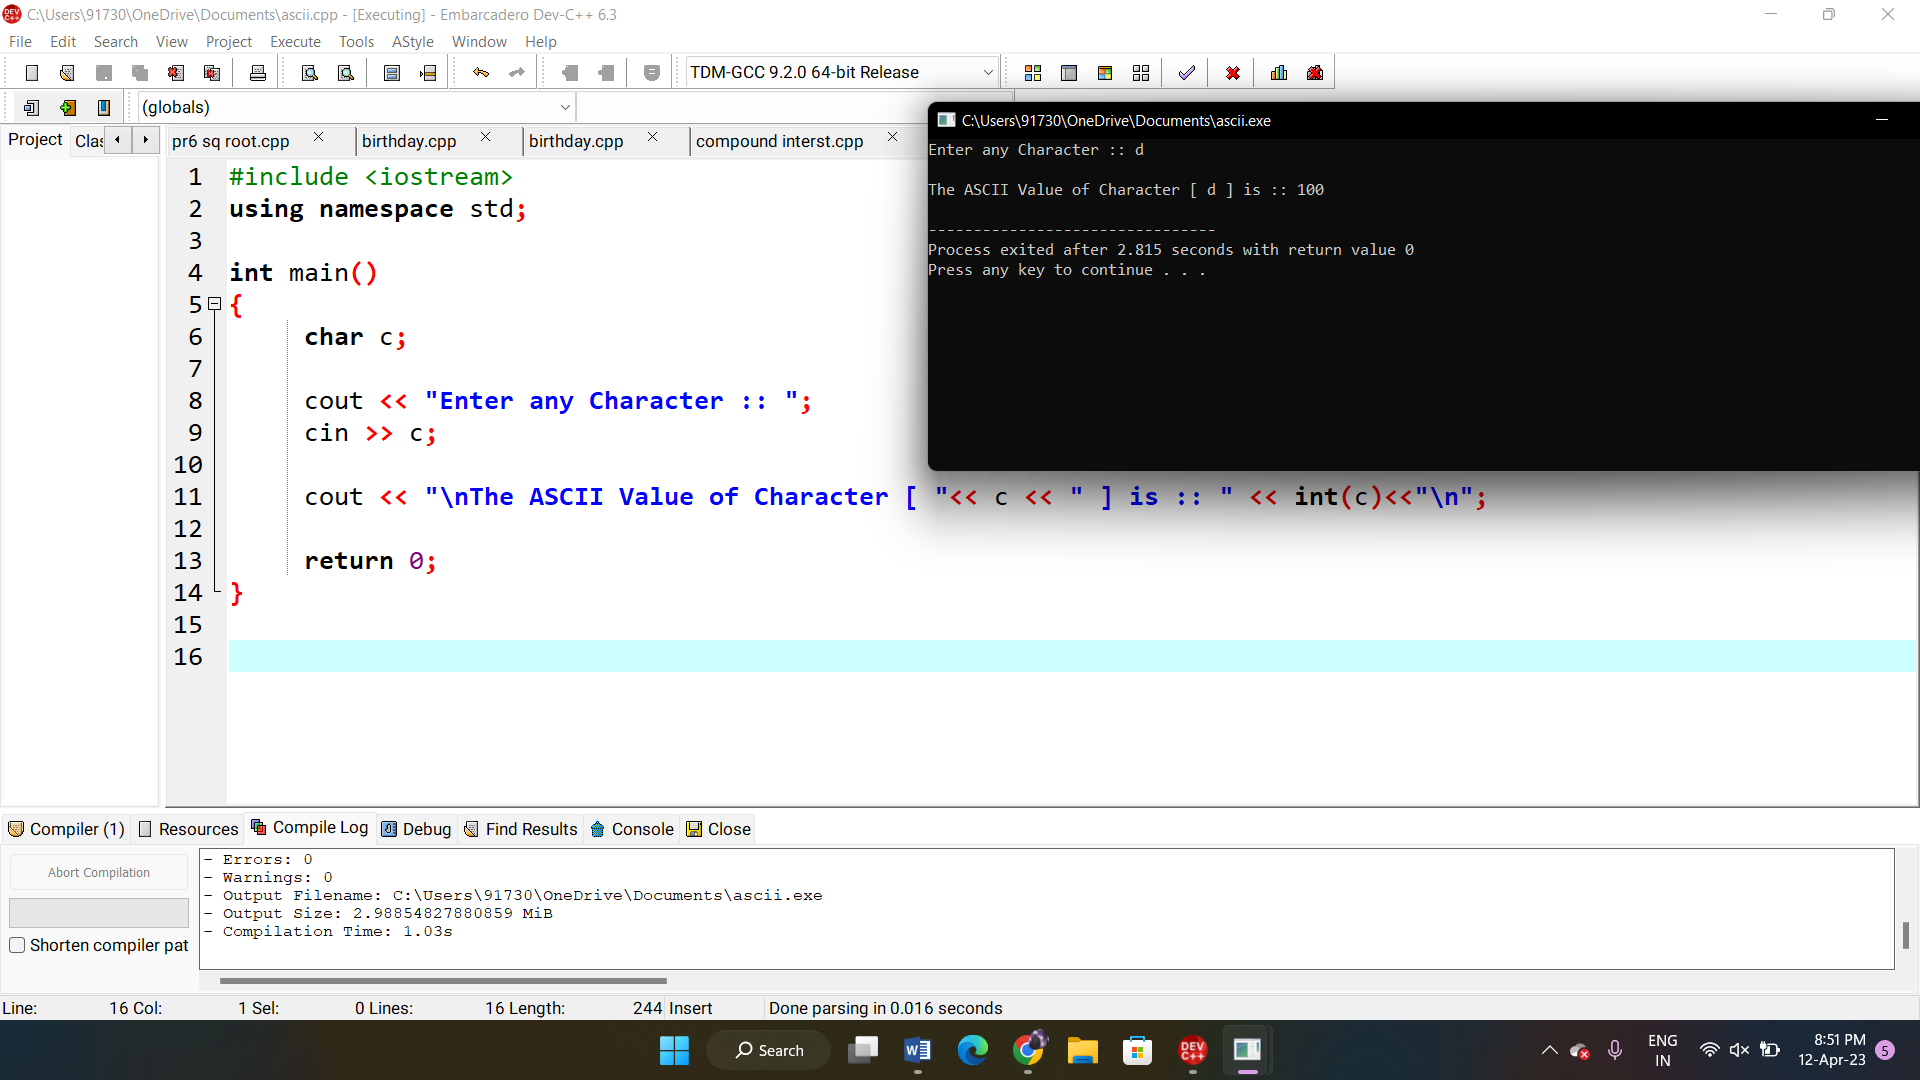 C:\Users\91730\OneDrive\Documents\ascii.cpp - [Executing] - Embarcadero Dev-C++ 6.3
File Edit Search View Project Execute Tools AStyle Window Help
TDM-GCC 9.2.0 64-bit Release
(globals)
Project Clas pr6 sq root.cpp birthday.cpp birthday.cpp compound interst.cpp
1 #include <iostream>
2 using namespace std;
3
4 int main()
5 {
6 char c;
7
8 cout << "Enter any Character :: ";
9 cin >> c;
10
11 cout << "\nThe ASCII Value of Character [ "<< c << " ] is :: " << int(c)<<"\n";
12
13 return 0;
14 }
15
16
C:\Users\91730\OneDrive\Documents\ascii.exe
Enter any Character :: d
The ASCII Value of Character [ d ] is :: 100
--------------------------------
Process exited after 2.815 seconds with return value 0
Press any key to continue . . .
Compiler (1) Resources Compile Log Debug Find Results Console Close
Abort Compilation
Shorten compiler pat
- Errors: 0
- Warnings: 0
- Output Filename: C:\Users\91730\OneDrive\Documents\ascii.exe
- Output Size: 2.98854827880859 MiB
- Compilation Time: 1.03s
Line: 16 Col: 1 Sel: 0 Lines: 16 Length: 244 Insert Done parsing in 0.016 seconds
Search
DEV C++
ENG
IN
8:51 PM
12-Apr-23
5